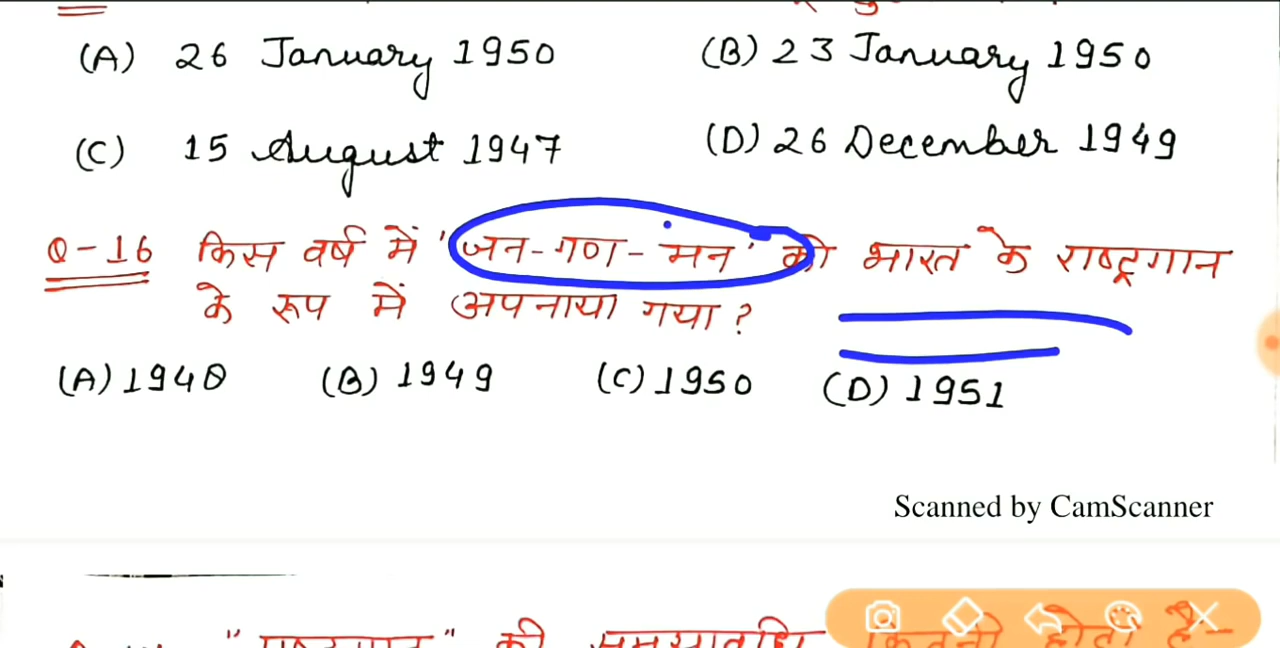 (A) 26 January 1950 (B) 23 January 1950
(C) 15 August 1947 (D) 26 December 1949
Q-16 किस वर्ष में 'जन-गण-मन' को भारत के राष्ट्रगान
के रूप में अपनाया गया?
(A) 1948 (B) 1949 (C) 1950 (D) 1951
Scanned by CamScanner
" की